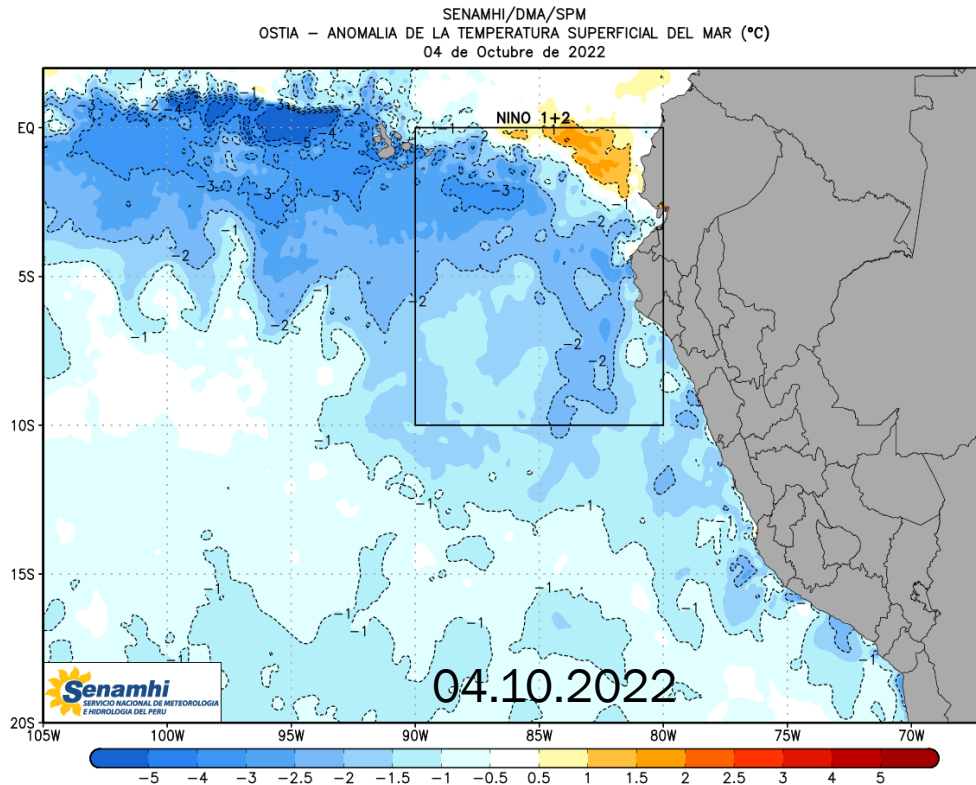 SENAMHI/DMA/SPM
OSTIA – ANOMALIA DE LA TEMPERATURA SUPERFICIAL DEL MAR (°C)
04 de Octubre de 2022
NINO 1+2
EQ
5S
10S
15S
20S
105W 100W 95W 90W 85W 80W 75W 70W
04.10.2022
Senamhi
SERVICIO NACIONAL DE METEOROLOGIA
E HIDROLOGIA DEL PERU
-5 -4 -3 -2.5 -2 -1.5 -1 -0.5 0.5 1 1.5 2 2.5 3 4 5